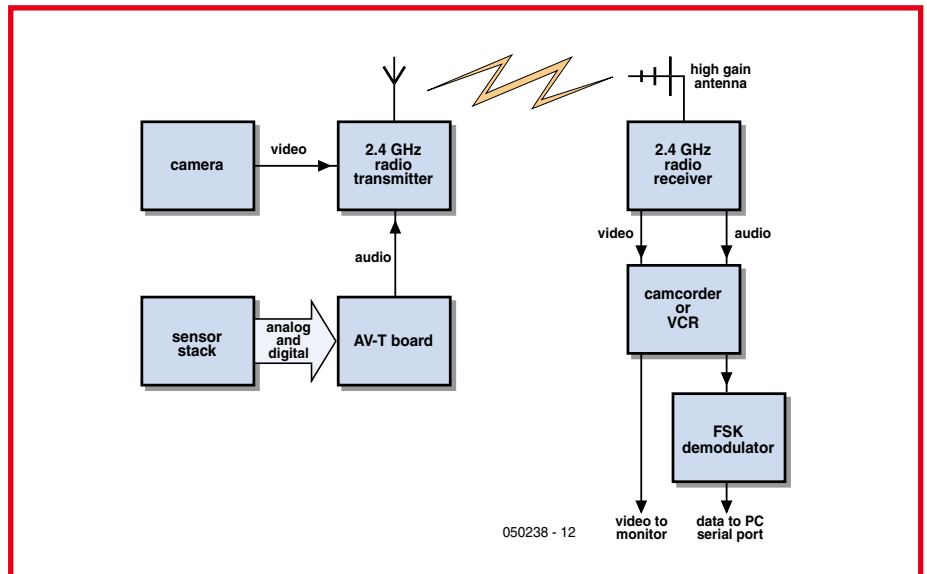 high gain
antenna
camera
video
2.4 GHz
radio
transmitter
2.4 GHz
radio
receiver
audio
video
audio
sensor
stack
analog
and
digital
AV-T board
camcorder
or
VCR
FSK
demodulator
050238 - 12
video to
monitor
data to PC
serial port